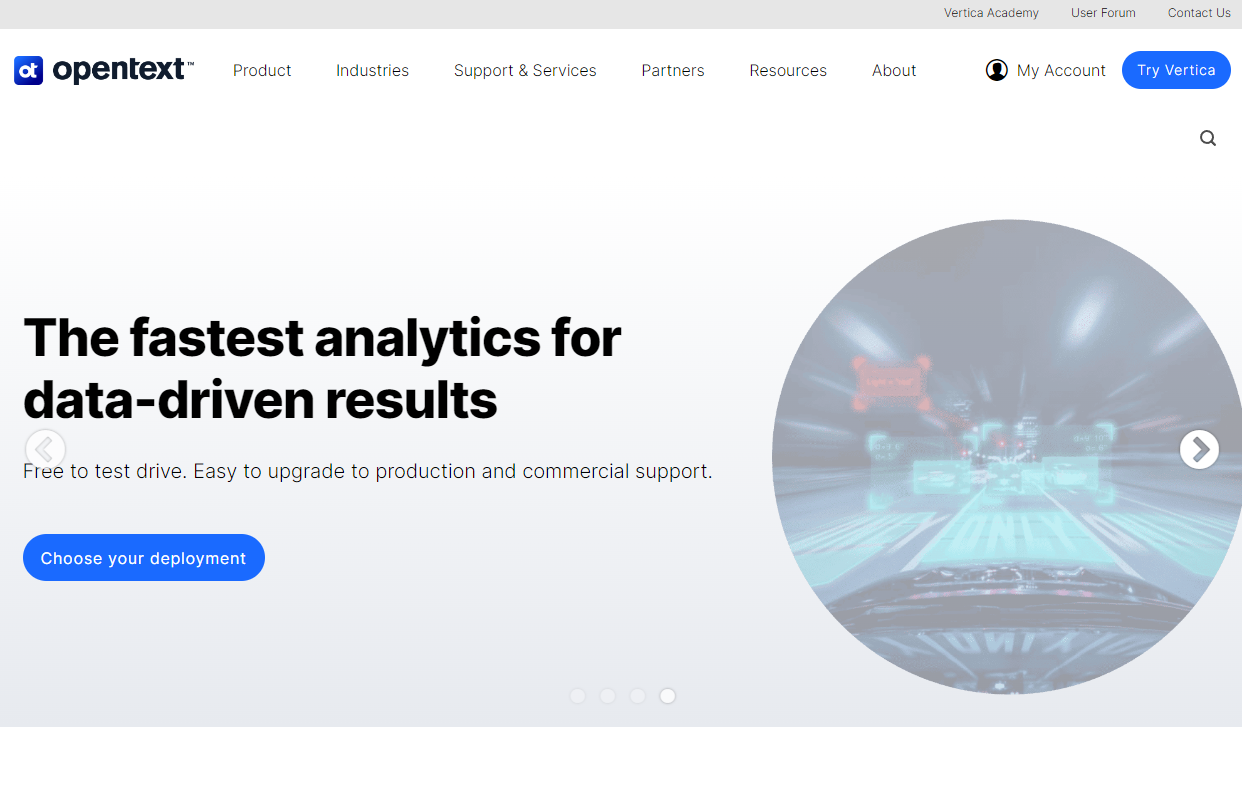 Vertica Academy User Forum Contact Us
opentext™ Product Industries Support & Services Partners Resources About My Account Try Vertica
The fastest analytics for
data-driven results
Free to test drive. Easy to upgrade to production and commercial support.
Choose your deployment
ONLY